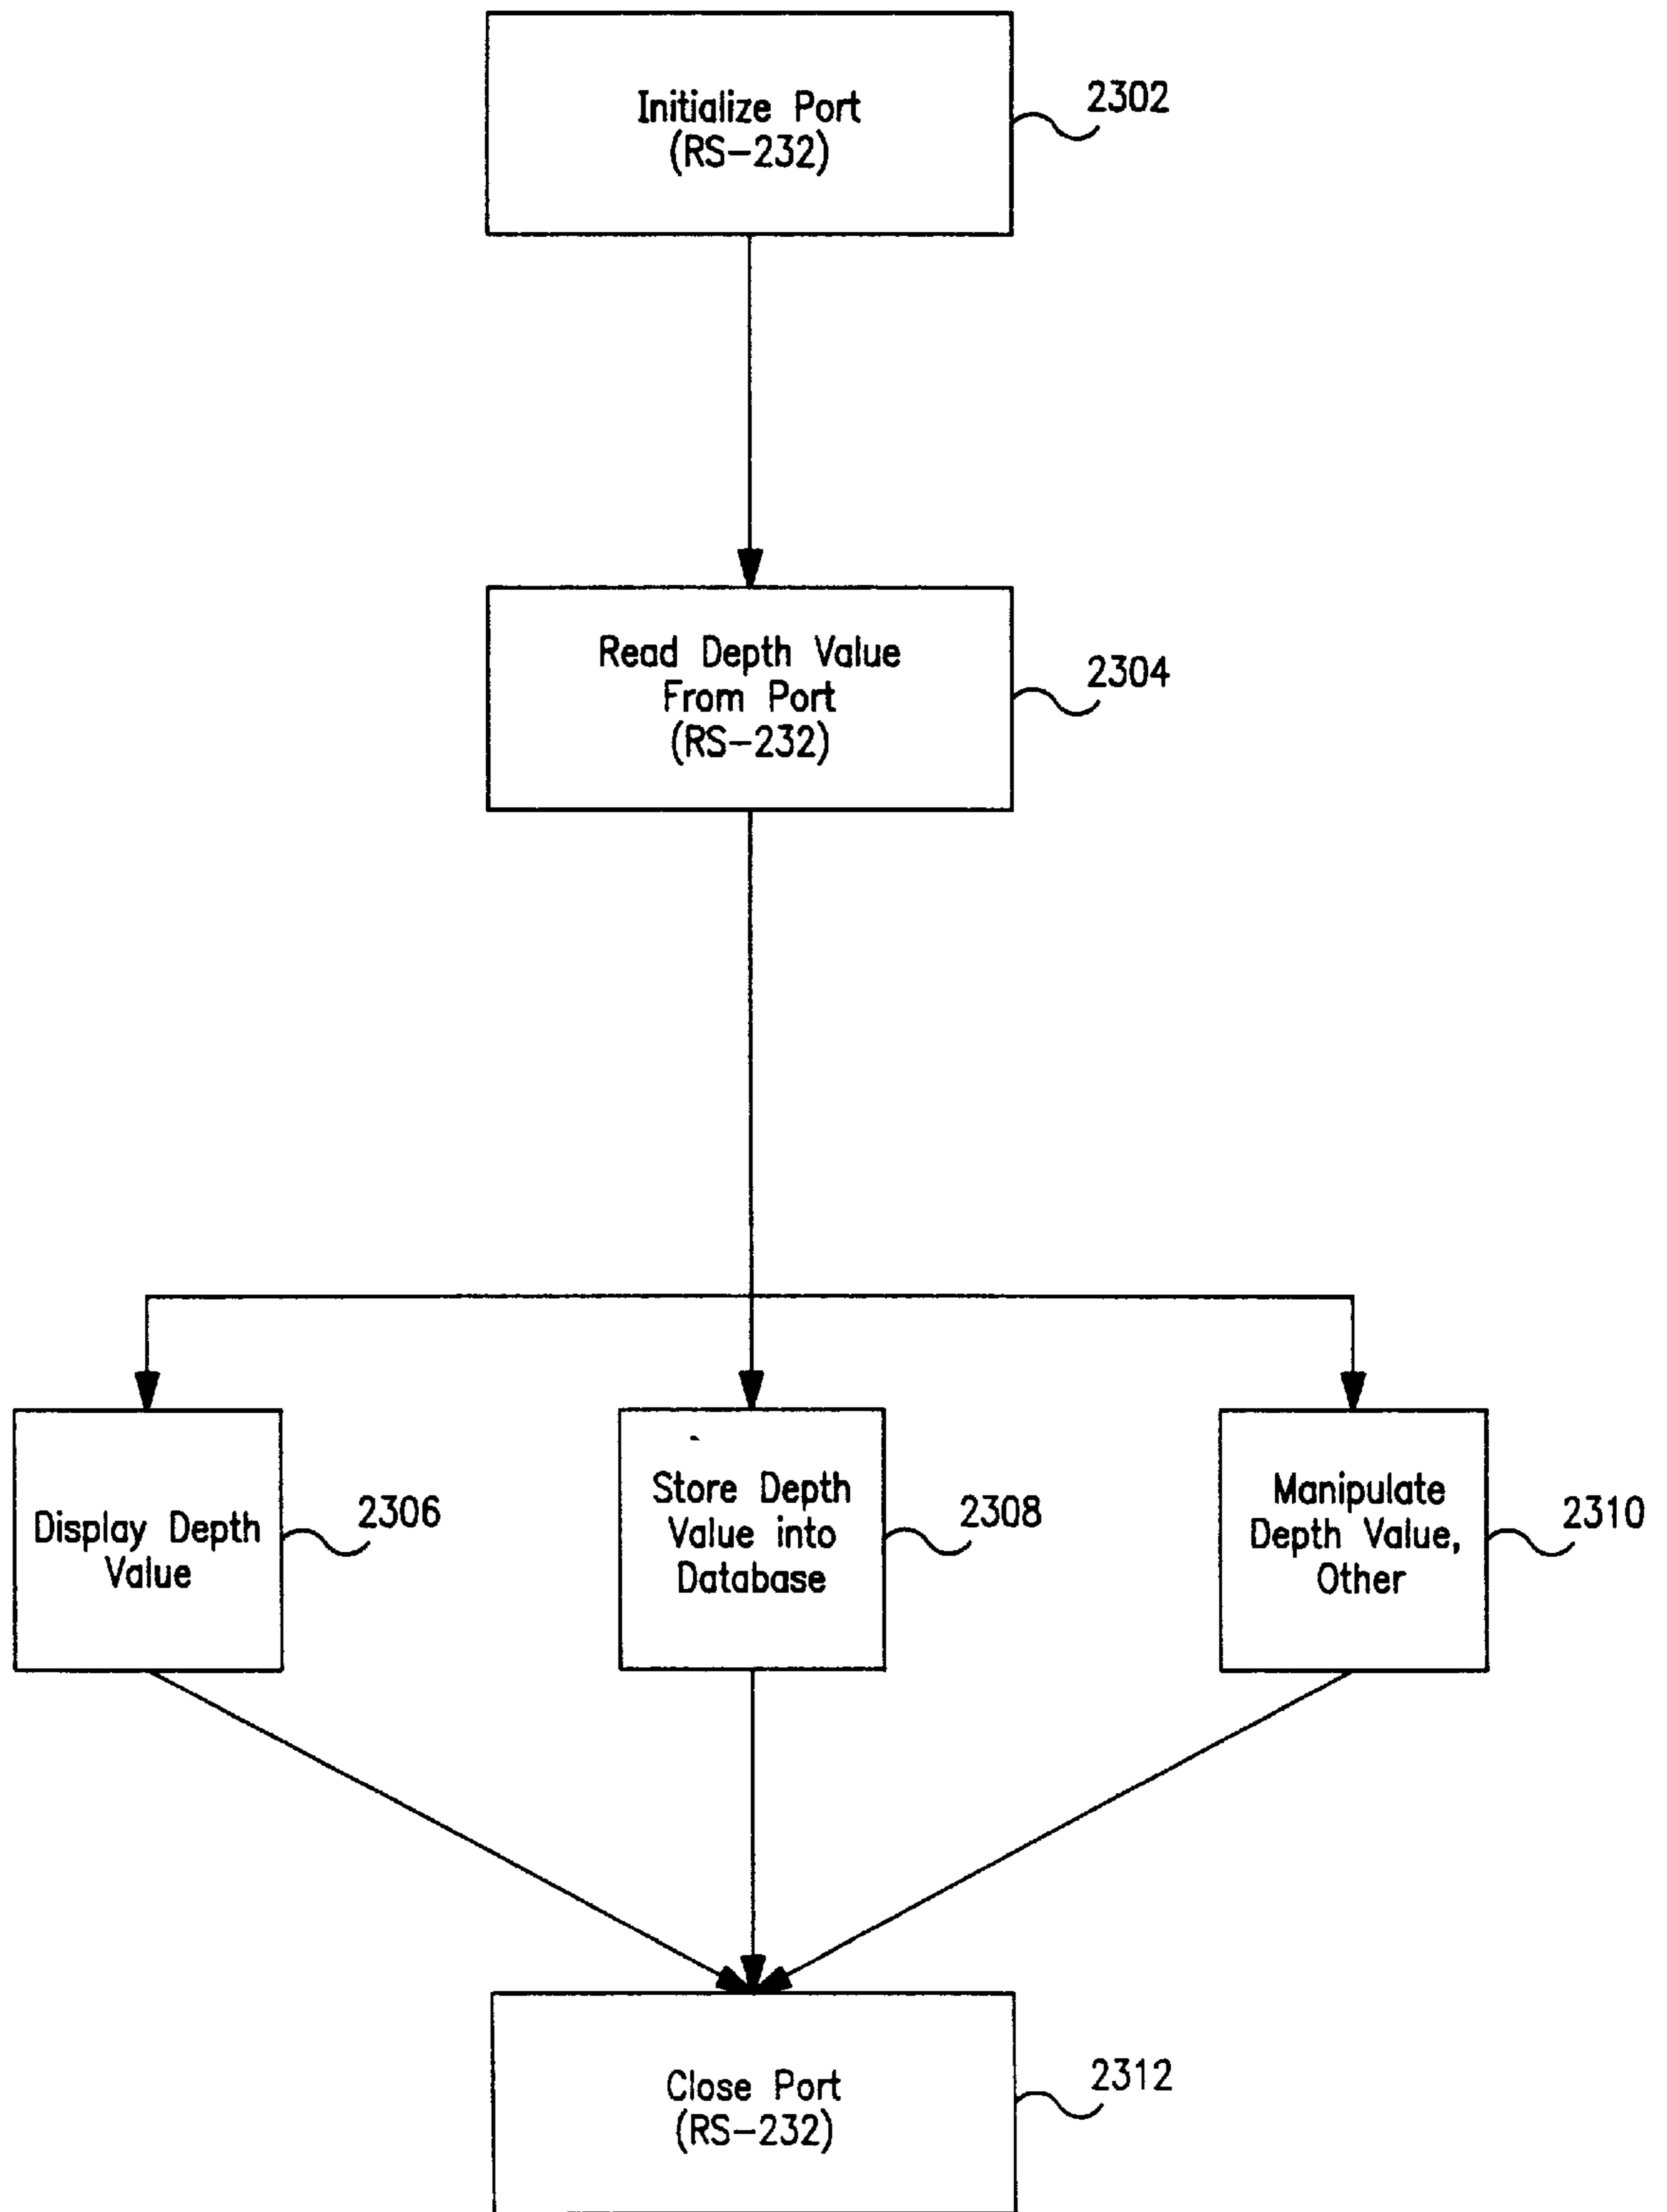 Initialize Port
(RS-232)
2302
Read Depth Value
From Port
(RS-232)
2304
Display Depth
Value
2306
Store Depth
Value into
Database
2308
Manipulate
Depth Value,
Other
2310
Close Port
(RS-232)
2312